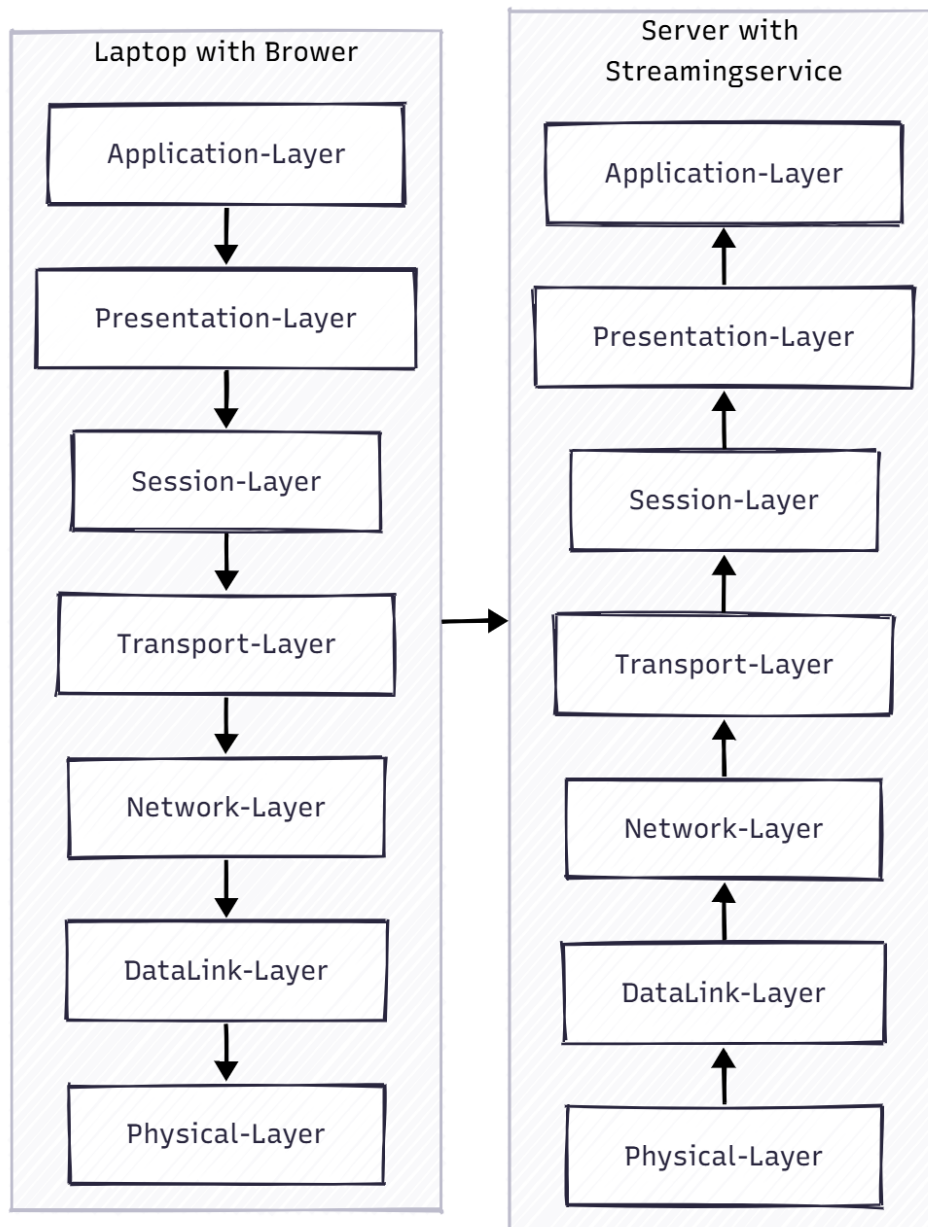 Laptop with Brower
Application-Layer
Presentation-Layer
Session-Layer
Transport-Layer
Network-Layer
DataLink-Layer
Physical-Layer
Server with
Streamingservice
Application-Layer
Presentation-Layer
Session-Layer
Transport-Layer
Network-Layer
DataLink-Layer
Physical-Layer